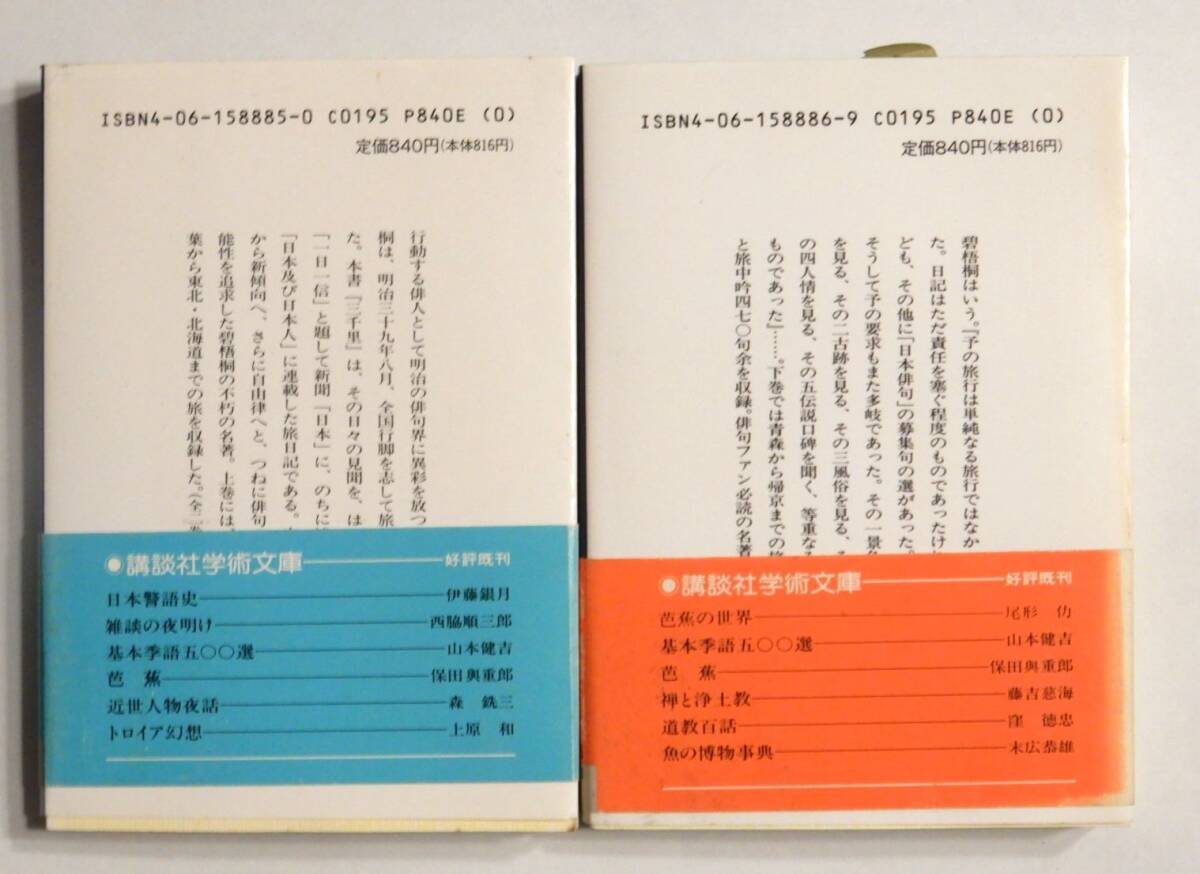 ISBN4-06-158885-0 C0195 P840E (0)
定価840円(本体816円)
行動する俳人として明治の俳句界に異彩を放つ
桐は、明治三十九年八月、全国行脚を志して旅
た。本書『三千里』は、その日々の見聞を、は
「一日一信」と題して新聞『日本』に、のちに
『日本及び日本人』に連載した旅日記である。
から新傾向へ、さらに自由律へと、つねに俳句
能性を追求した碧梧桐の不朽の名著。上巻には、
葉から東北・北海道までの旅を収録した。(全二巻
●講談社学術文庫 好評既刊
日本警語史 伊藤銀月
雑談の夜明け 西脇順三郎
基本季語五〇〇選 山本健吉
芭蕉 保田與重郎
近世人物夜話 森 銑三
トロイア幻想 上原 和
ISBN4-06-158886-9 C0195 P840E (0)
定価840円(本体816円)
碧梧桐はいう。『予の旅行は単純なる旅行ではなか
た。日記はただ責任を塞ぐ程度のものであったけ
ども、その他に「日本俳句」の募集句の選があった。
そうして予の要求もまた多岐であった。その一景
を見る、その二古跡を見る、その三風俗を見る、そ
の四人情を見る、その五伝説口碑を聞く、等重なる
ものであった』……。下巻では青森から帰京までの旅
と旅中吟四七〇句余を収録。俳句ファン必読の名著
●講談社学術文庫 好評既刊
芭蕉の世界 尾形 仂
基本季語五〇〇選 山本健吉
芭蕉 保田與重郎
禅と浄土教 藤吉慈海
道教百話 窪 徳忠
魚の博物事典 末広恭雄